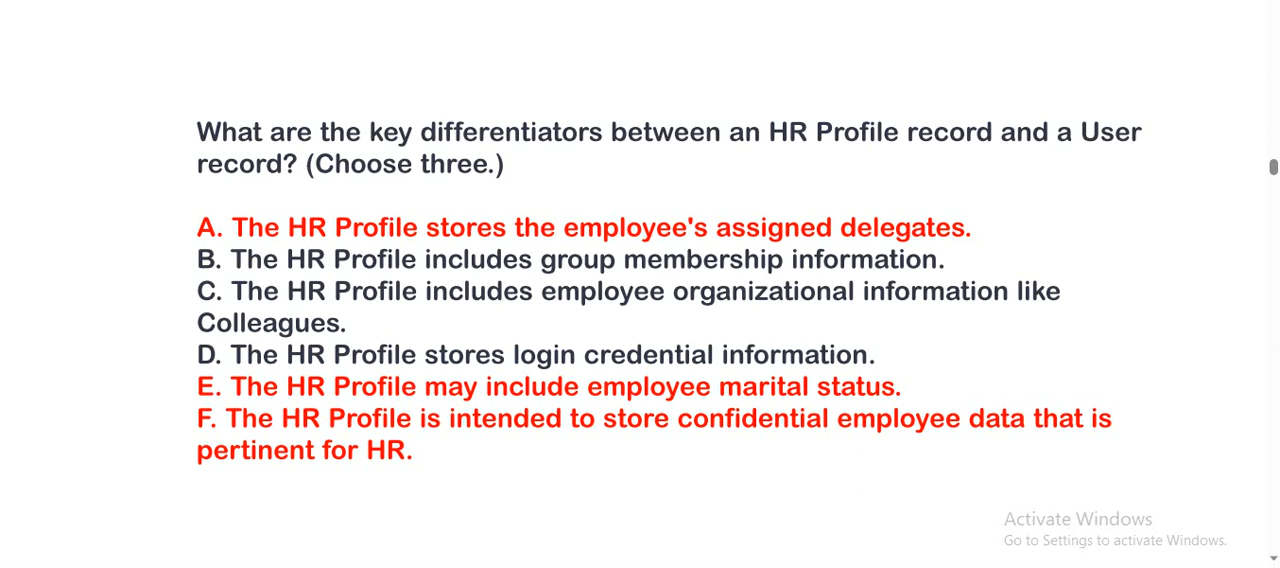 What are the key differentiators between an HR Profile record and a User
record? (Choose three.)
A. The HR Profile stores the employee's assigned delegates.
B. The HR Profile includes group membership information.
C. The HR Profile includes employee organizational information like
Colleagues.
D. The HR Profile stores login credential information.
E. The HR Profile may include employee marital status.
F. The HR Profile is intended to store confidential employee data that is
pertinent for HR.
Activate Windows
Go to Settings to activate Windows.